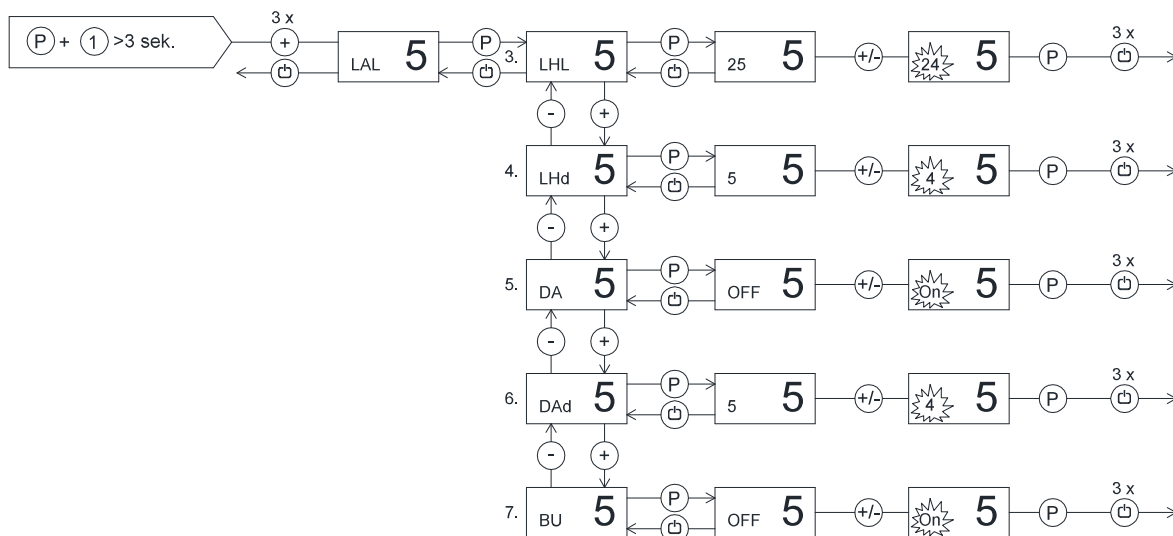 P + 1 >3 sek.
3 x
+
LAL 5
P
3. LHL 5
P
25 5
+/-
24 5
P
3 x
- +
4. LHd 5
P
5 5
+/-
4 5
P
3 x
- +
5. DA 5
P
OFF 5
+/-
On 5
P
3 x
- +
6. DAd 5
P
5 5
+/-
4 5
P
3 x
- +
7. BU 5
P
OFF 5
+/-
On 5
P
3 x